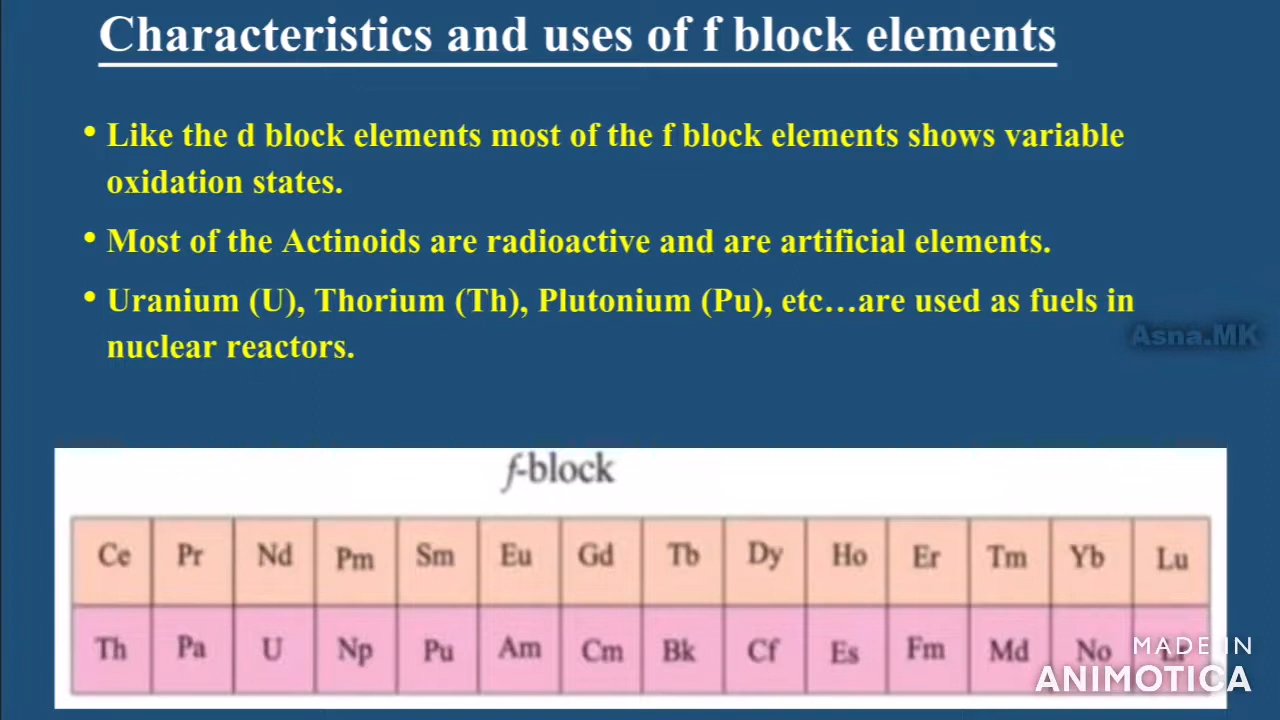 Characteristics and uses of f block elements
• Like the d block elements most of the f block elements shows variable
oxidation states.
• Most of the Actinoids are radioactive and are artificial elements.
• Uranium (U), Thorium (Th), Plutonium (Pu), etc...are used as fuels in
nuclear reactors.
Asna.MK
f-block
Ce Pr Nd Pm Sm Eu Gd Tb Dy Ho Er Tm Yb Lu
Th Pa U Np Pu Am Cm Bk Cf Es Fm Md No
MADE IN
ANIMOTICA